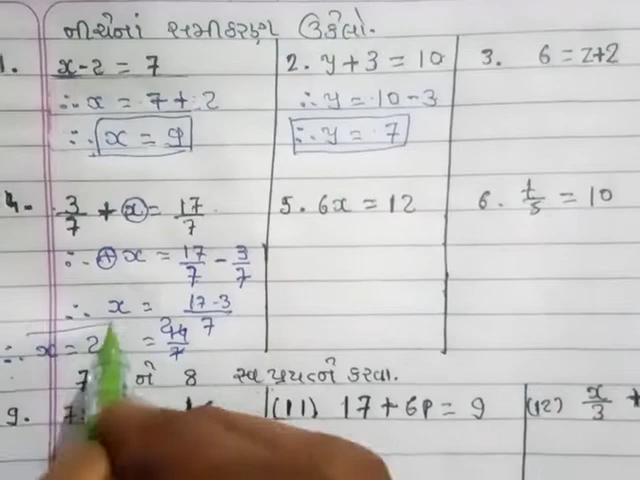 નીચેનાં સમીકરણ ઉકેલો.
1. x-2 = 7
∴ x = 7+2
∴ x = 9
2. y+3 = 10
∴ y = 10-3
∴ y = 7
3. 6 = z+2
4. 3/7 + x = 17/7
∴ +x = 17/7 - 3/7
∴ x = 17-3/7
= 14/7
∴ x = 2
5. 6x = 12
6. t/5 = 10
7 ને 8 સ્વ પ્રયત્ને કરવા.
9. 7
(11) 17+6p = 9
(12) x/3 +